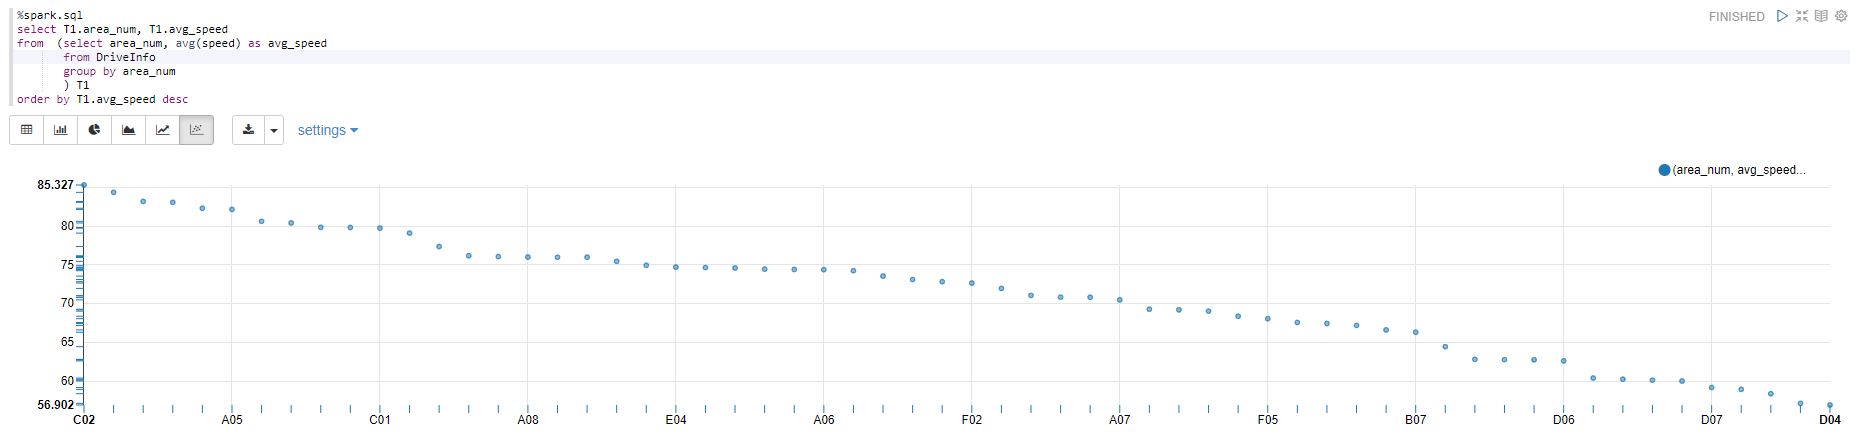 %spark.sql
FINISHED
select T1.area_num, T1.avg_speed
from  (select area_num, avg(speed) as avg_speed
from DriveInfo
group by area_num
) T1
order by T1.avg_speed desc
settings
(area_num, avg_speed...
85.327
80
75
70
65
60
56.902
C02 A05 C01 A08 E04 A06 F02 A07 F05 B07 D06 D07 D04